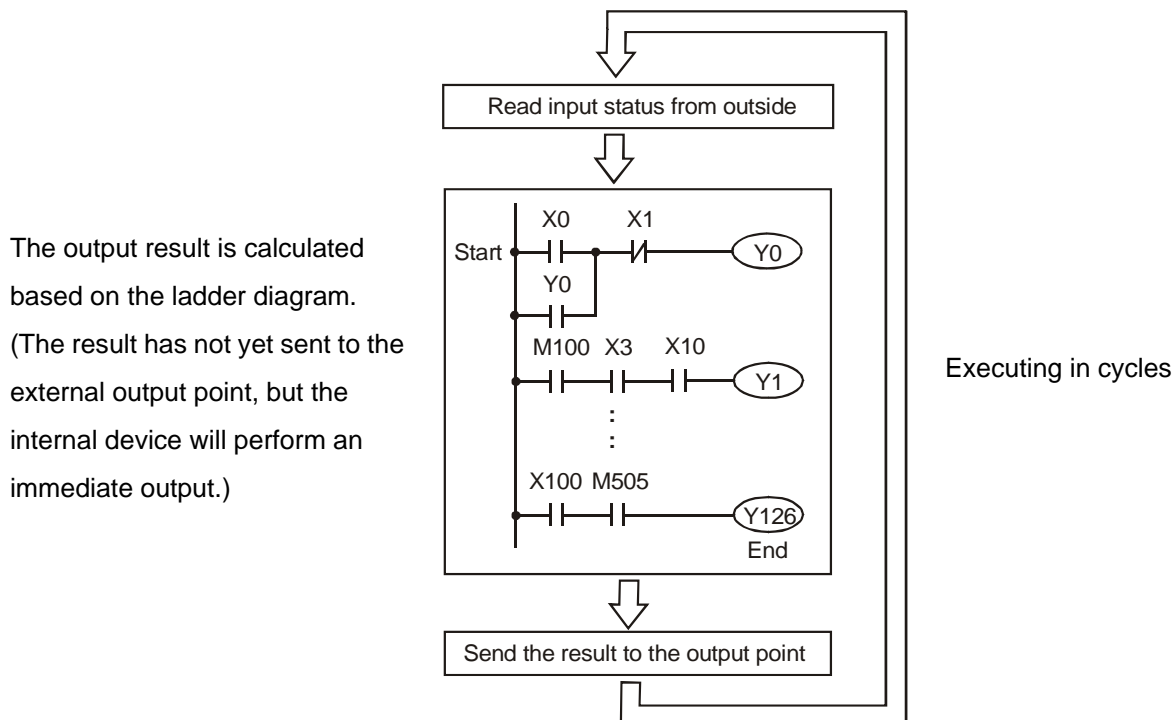 Read input status from outside
The output result is calculated
based on the ladder diagram.
(The result has not yet sent to the
external output point, but the
internal device will perform an
immediate output.)
X0 X1
Start Y0
Y0
M100 X3 X10
Y1
:
:
X100 M505
Y126
End
Executing in cycles
Send the result to the output point